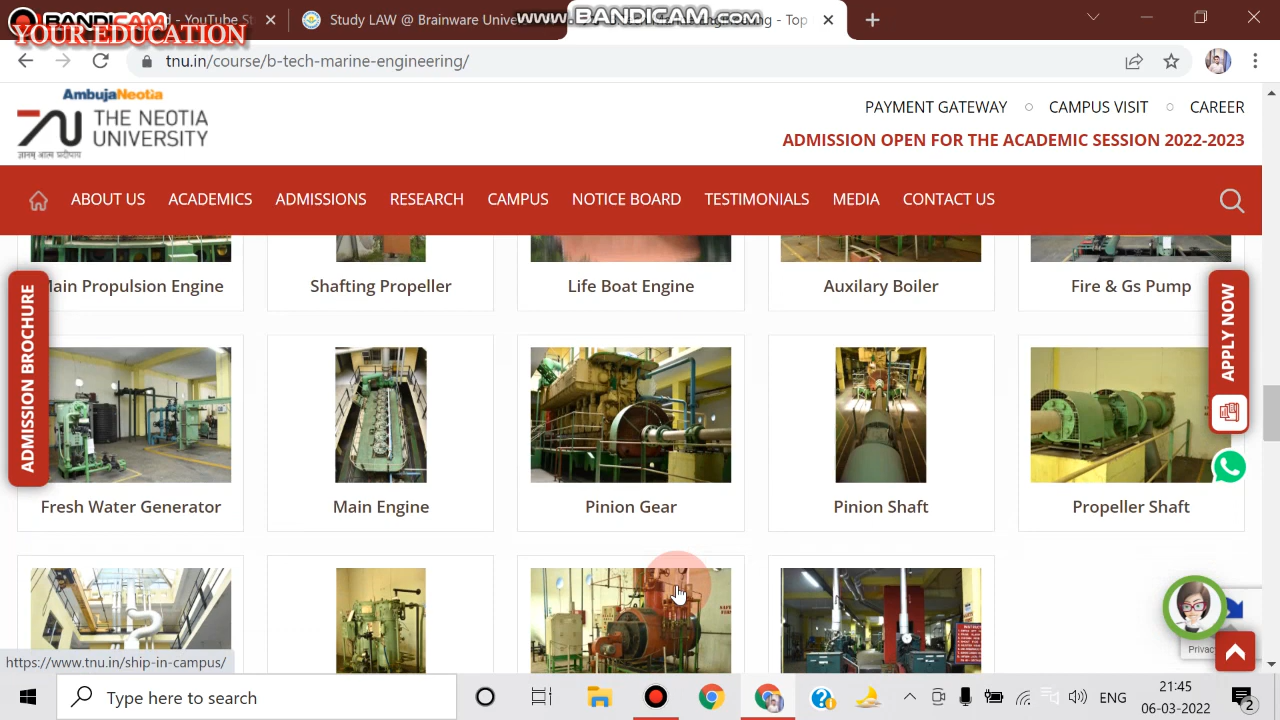 BANDICAM
YOUR EDUCATION
www.BANDICAM.com
YouTube
Study LAW @ Brainware Unive
Top
tnu.in/course/b-tech-marine-engineering/
AmbujaNeotia
THE NEOTIA
UNIVERSITY
PAYMENT GATEWAY
CAMPUS VISIT
CAREER
ADMISSION OPEN FOR THE ACADEMIC SESSION 2022-2023
ABOUT US
ACADEMICS
ADMISSIONS
RESEARCH
CAMPUS
NOTICE BOARD
TESTIMONIALS
MEDIA
CONTACT US
ain Propulsion Engine
Shafting Propeller
Life Boat Engine
Auxilary Boiler
Fire & Gs Pump
ADMISSION BROCHURE
APPLY NOW
Fresh Water Generator
Main Engine
Pinion Gear
Pinion Shaft
Propeller Shaft
https://www.tnu.in/ship-in-campus/
Privac
Type here to search
ENG
21:45
06-03-2022
2